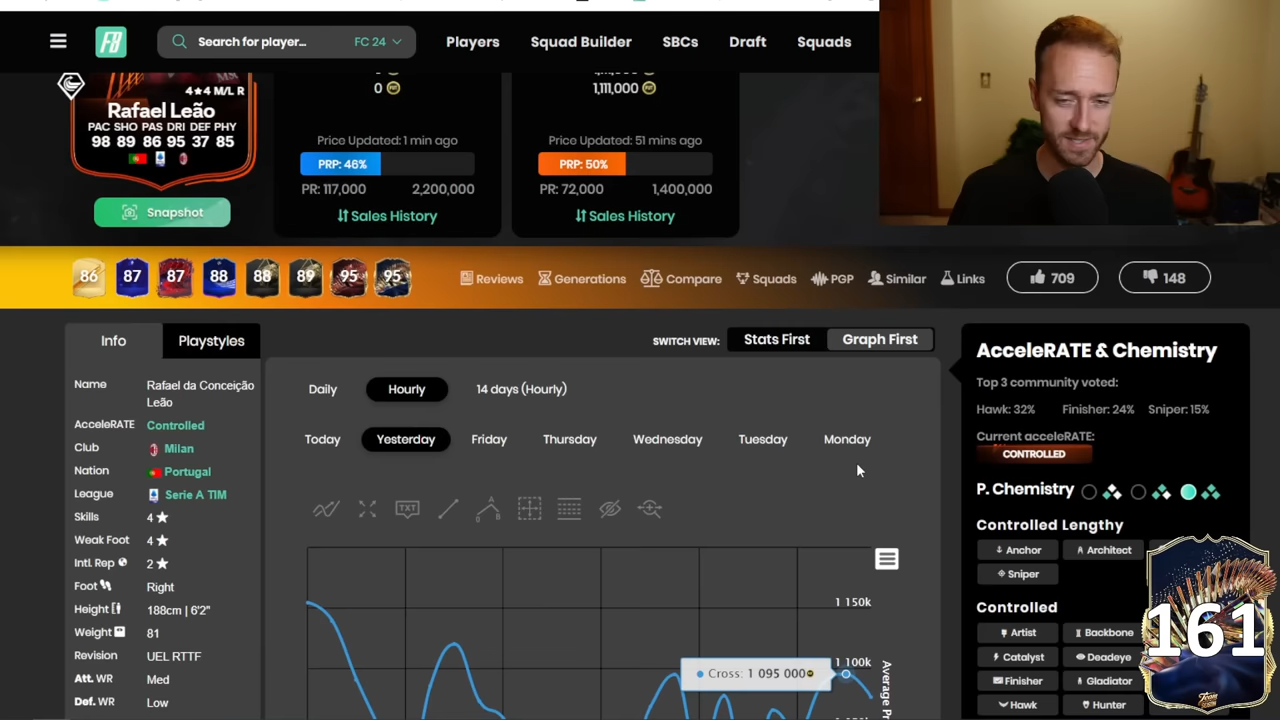 FB
Search for player...
FC 24
Players
Squad Builder
SBCs
Draft
Squads
4★4 M/L R
Rafael Leão
PAC SHO PAS DRI DEF PHY
98 89 86 95 37 85
Snapshot
0
1,111,000
Price Updated: 1 min ago
Price Updated: 51 mins ago
PRP: 46%
PRP: 50%
PR: 117,000
2,200,000
PR: 72,000
1,400,000
Sales History
Sales History
86
87
87
88
88
89
95
95
Reviews
Generations
Compare
Squads
PGP
Similar
Links
709
148
Info
Playstyles
SWITCH VIEW:
Stats First
Graph First
Name
Rafael da Conceição
Leão
AcceleRATE
Controlled
Club
Milan
Nation
Portugal
League
Serie A TIM
Skills
4★
Weak Foot
4★
Intl. Rep
2★
Foot
Right
Height
188cm | 6'2"
Weight
81
Revision
UEL RTTF
Att. WR
Med
Def. WR
Low
Daily
Hourly
14 days (Hourly)
Today
Yesterday
Friday
Thursday
Wednesday
Tuesday
Monday
TXT
1 150k
1 100k
Cross: 1 095 000
AcceleRATE & Chemistry
Top 3 community voted:
Hawk: 32%
Finisher: 24%
Sniper: 15%
Current acceleRATE:
CONTROLLED
P. Chemistry
Controlled Lengthy
Anchor
Architect
Sniper
Controlled
Artist
Backbone
Catalyst
Deadeye
Finisher
Gladiator
Hawk
Hunter
161